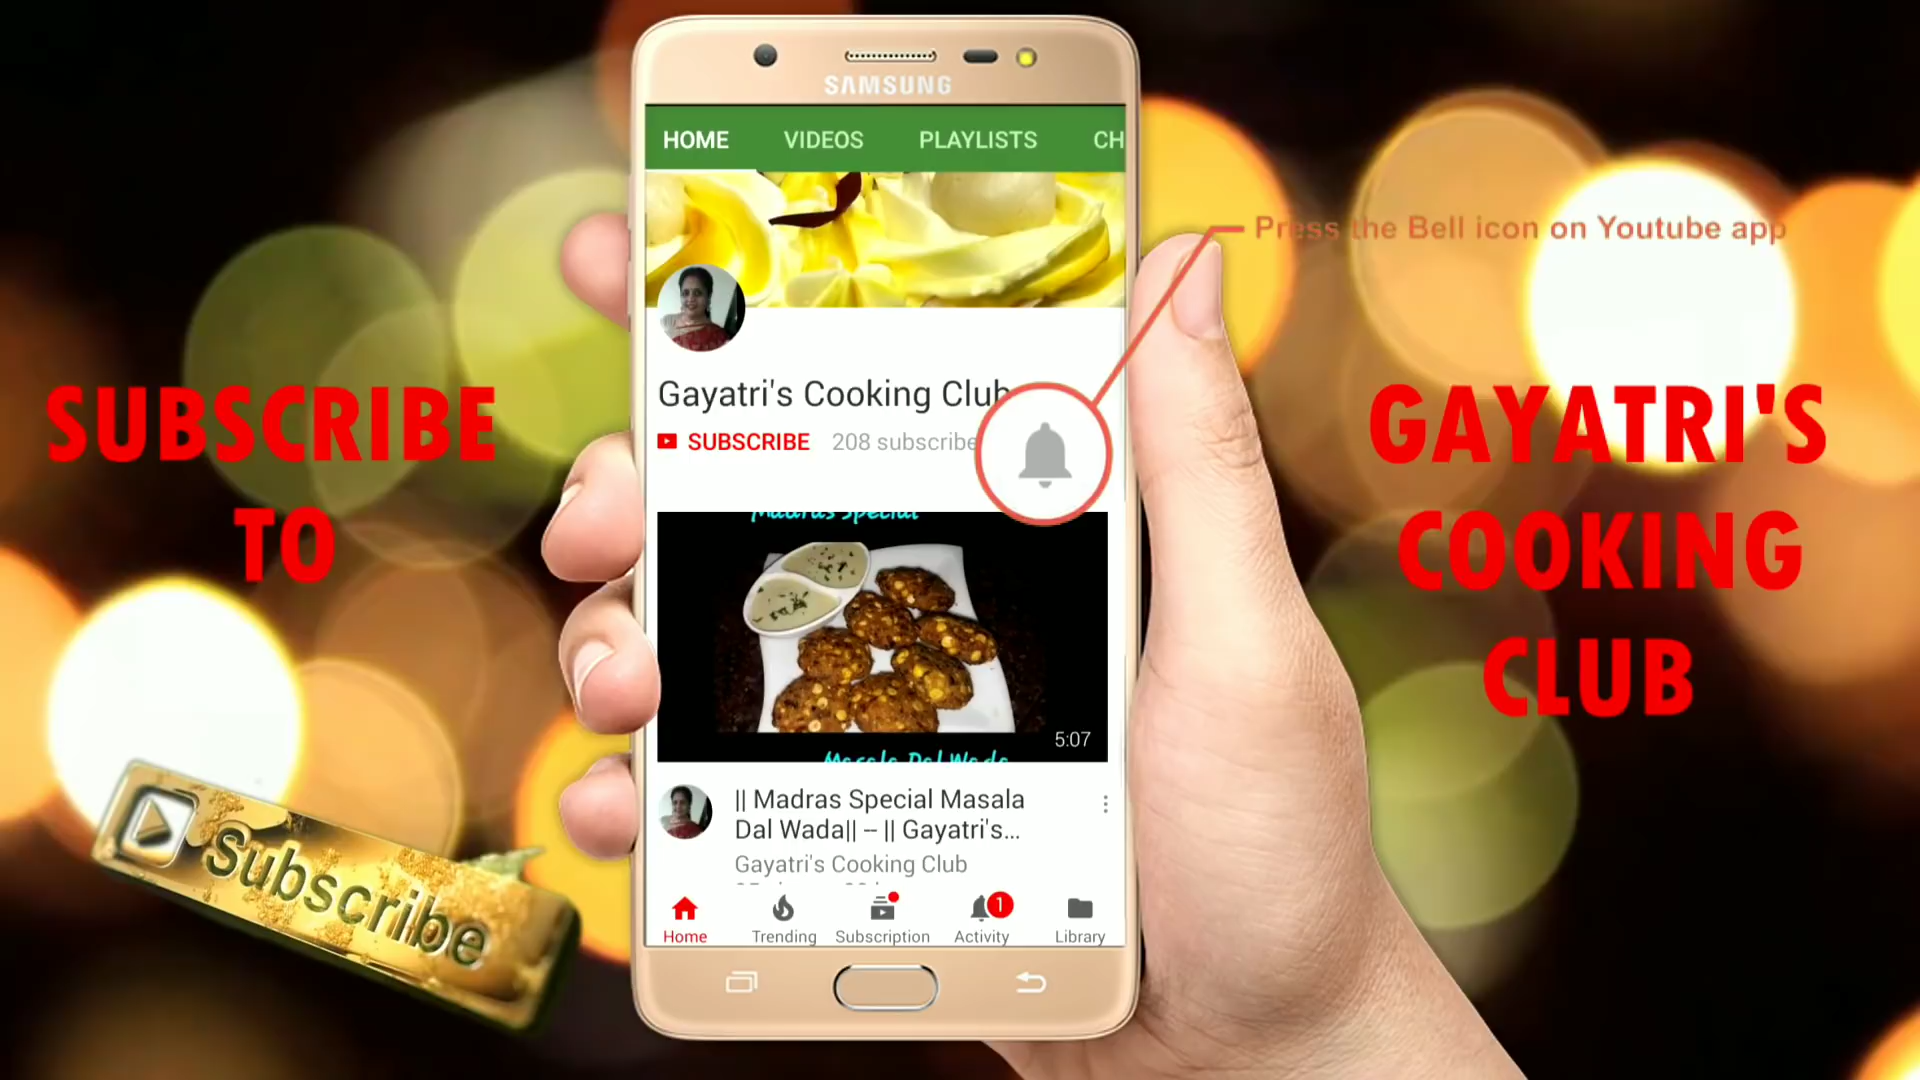 SAMSUNG
HOME VIDEOS PLAYLISTS CH
Press the Bell icon on Youtube app
Gayatri's Cooking Club
SUBSCRIBE 208 subscribe
SUBSCRIBE
TO
GAYATRI'S
COOKING
CLUB
Madras Special
5:07
Masala Dal Wada
|| Madras Special Masala
Dal Wada|| -- || Gayatri's...
Gayatri's Cooking Club
Subscribe
1
Home Trending Subscription Activity Library